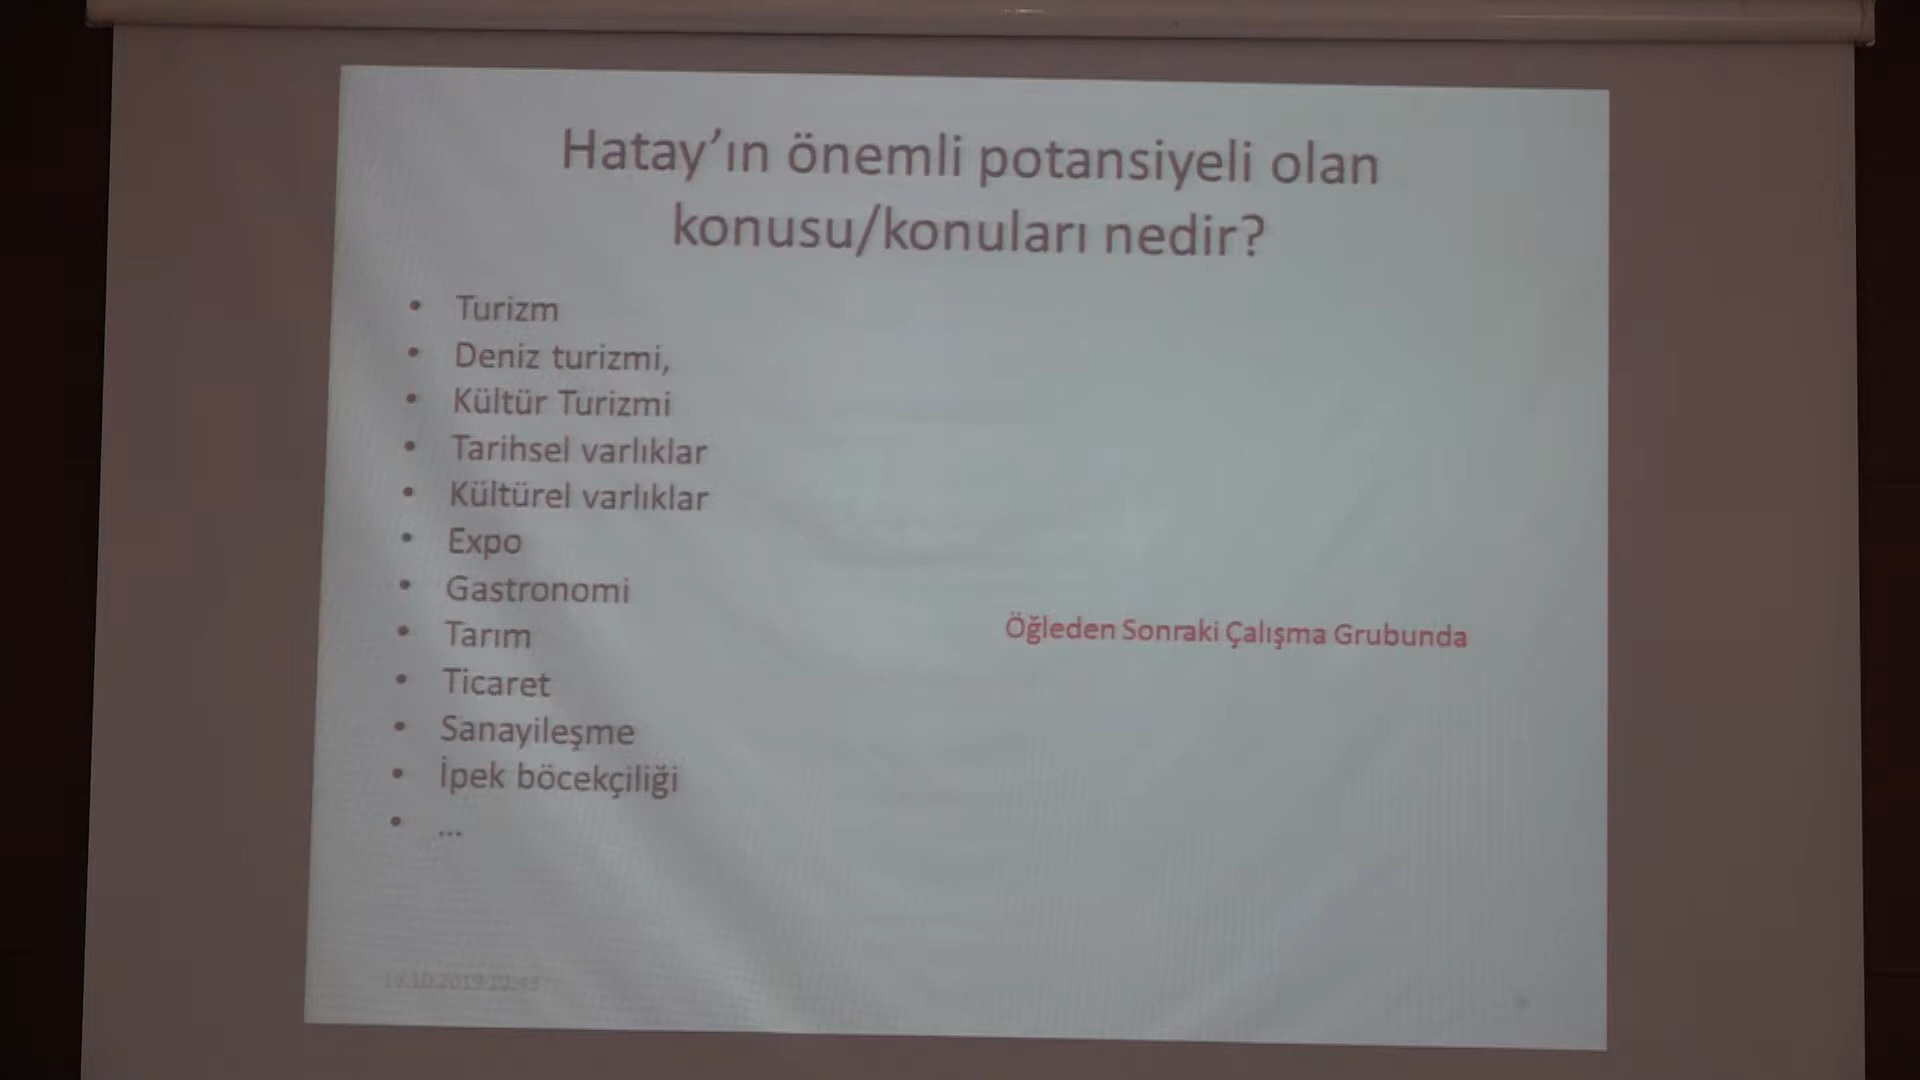 Hatay’ın önemli potansiyeli olan
konusu/konuları nedir?
• Turizm
• Deniz turizmi,
• Kültür Turizmi
• Tarihsel varlıklar
• Kültürel varlıklar
• Expo
• Gastronomi
• Tarım
• Ticaret
• Sanayileşme
• İpek böcekçiliği
• ...
Öğleden Sonraki Çalışma Grubunda